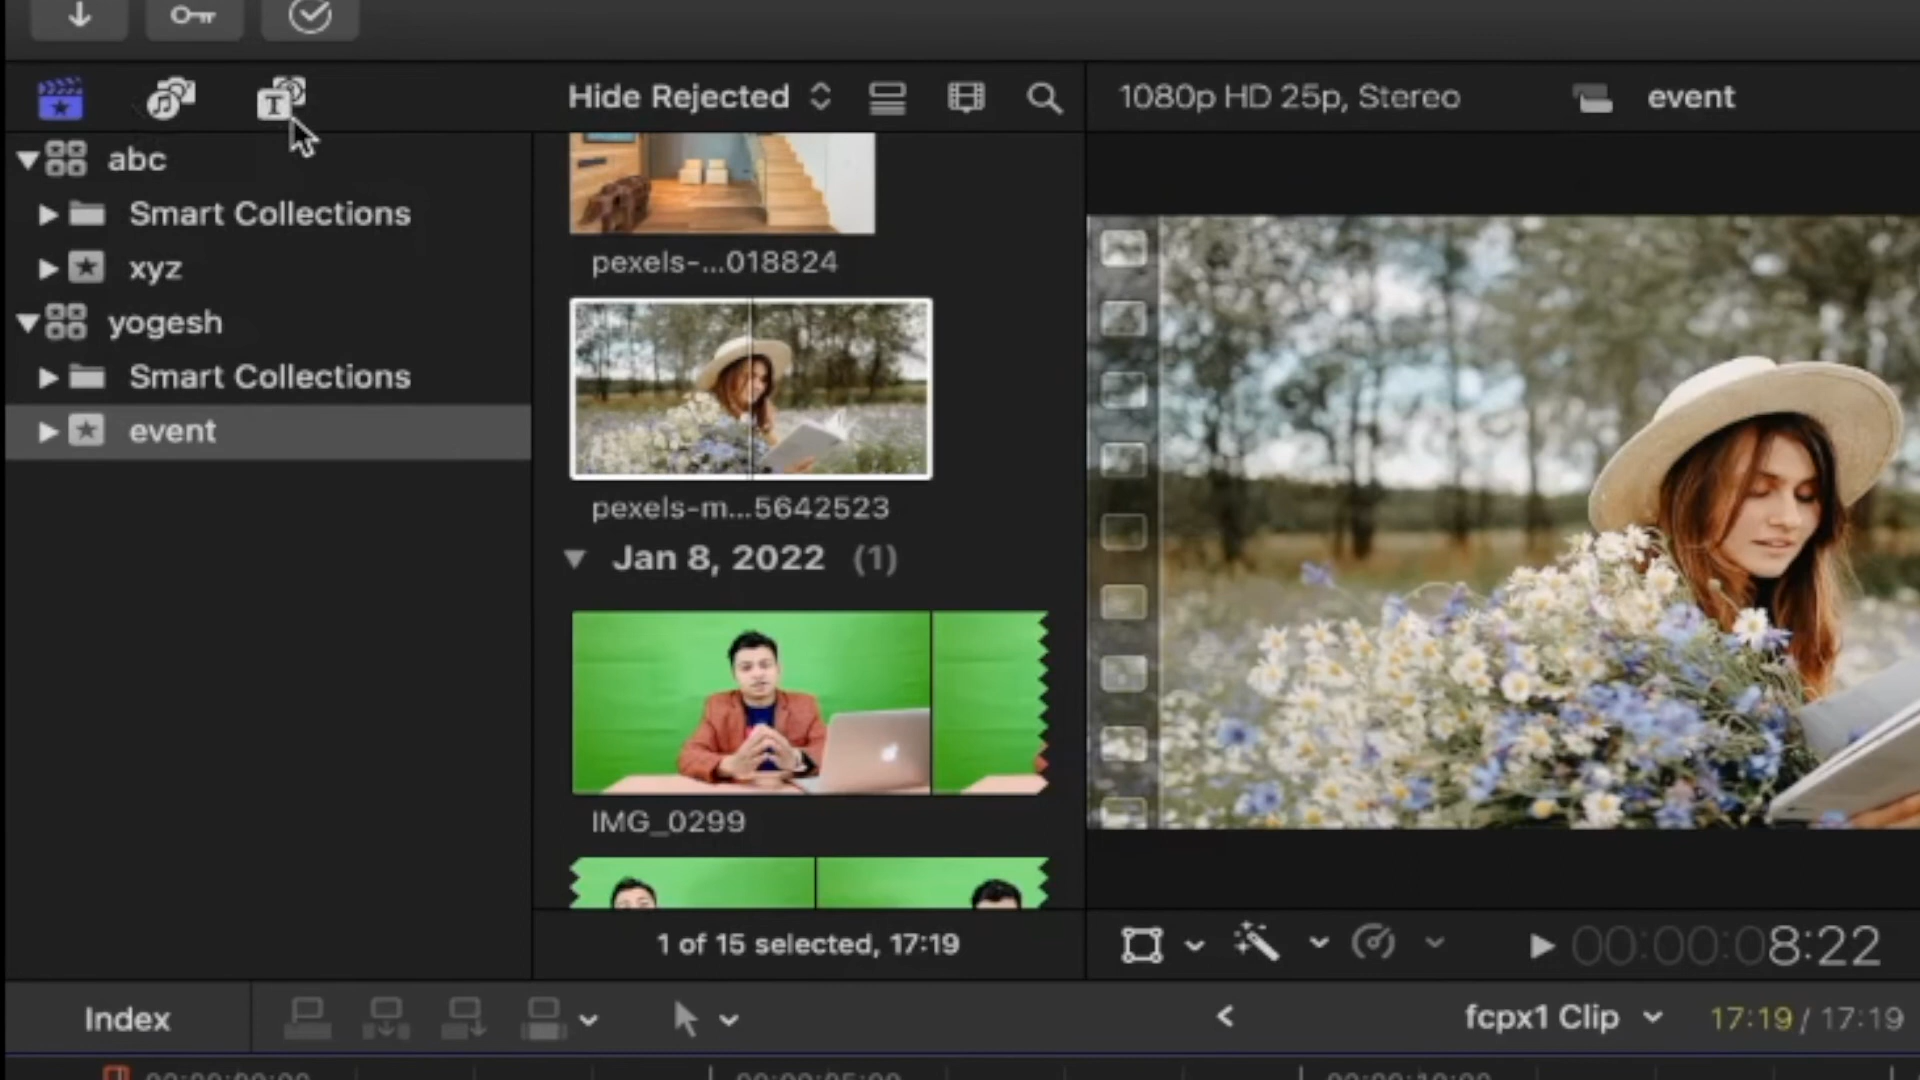 Hide Rejected
1080p HD 25p, Stereo
event
abc
Smart Collections
xyz
yogesh
Smart Collections
event
pexels-...018824
pexels-m...5642523
Jan 8, 2022 (1)
IMG_0299
1 of 15 selected, 17:19
00:00:08:22
Index
fcpx1 Clip
17:19 / 17:19